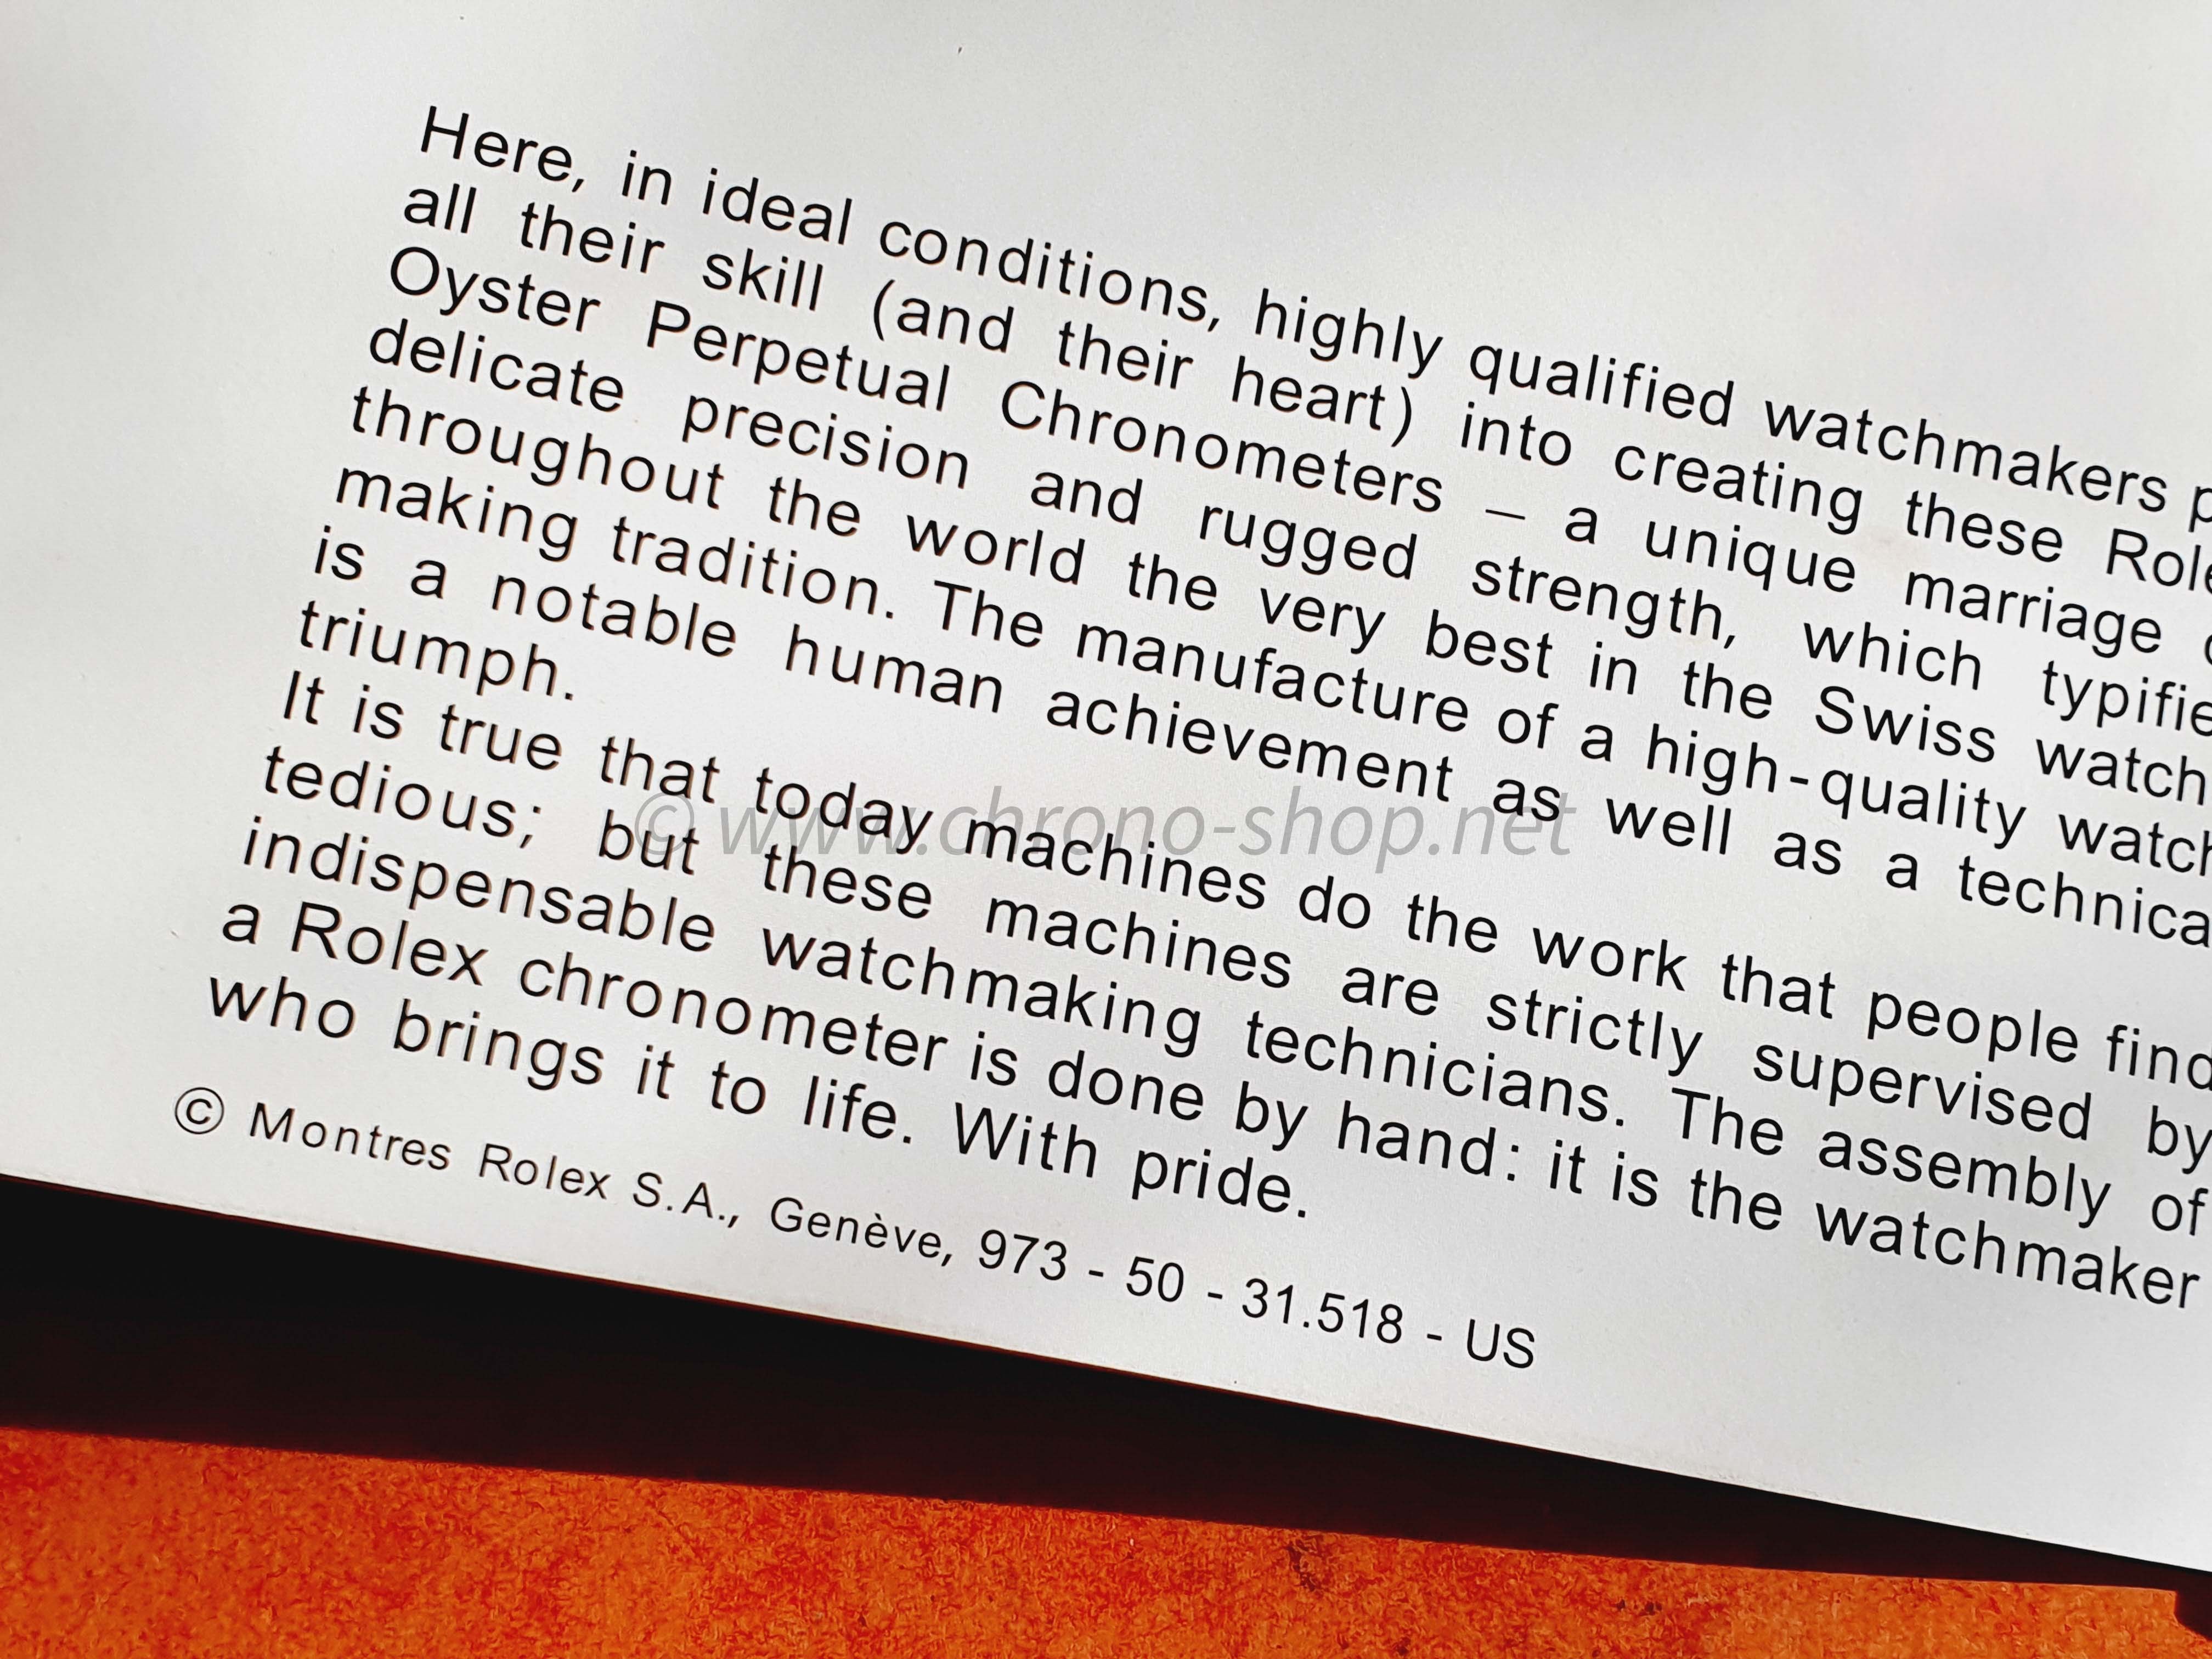 Here, in ideal conditions, highly qualified watchmakers
all their skill (and their heart) into creating these
Oyster Perpetual Chronometers – a unique marriage
delicate precision and rugged strength, which
throughout the world the very best in the Swiss watch
making tradition. The manufacture of a high-quality
is a notable human achievement as well as a
triumph.
It is true that today machines do the work that people find
tedious; but these machines are strictly supervised by
indispensable watchmaking technicians. The assembly of
a Rolex chronometer is done by hand: it is the watchmaker
who brings it to life. With pride.
© Montres Rolex S.A., Genève, 973 - 50 - 31.518 - US
© www.chrono-shop.net